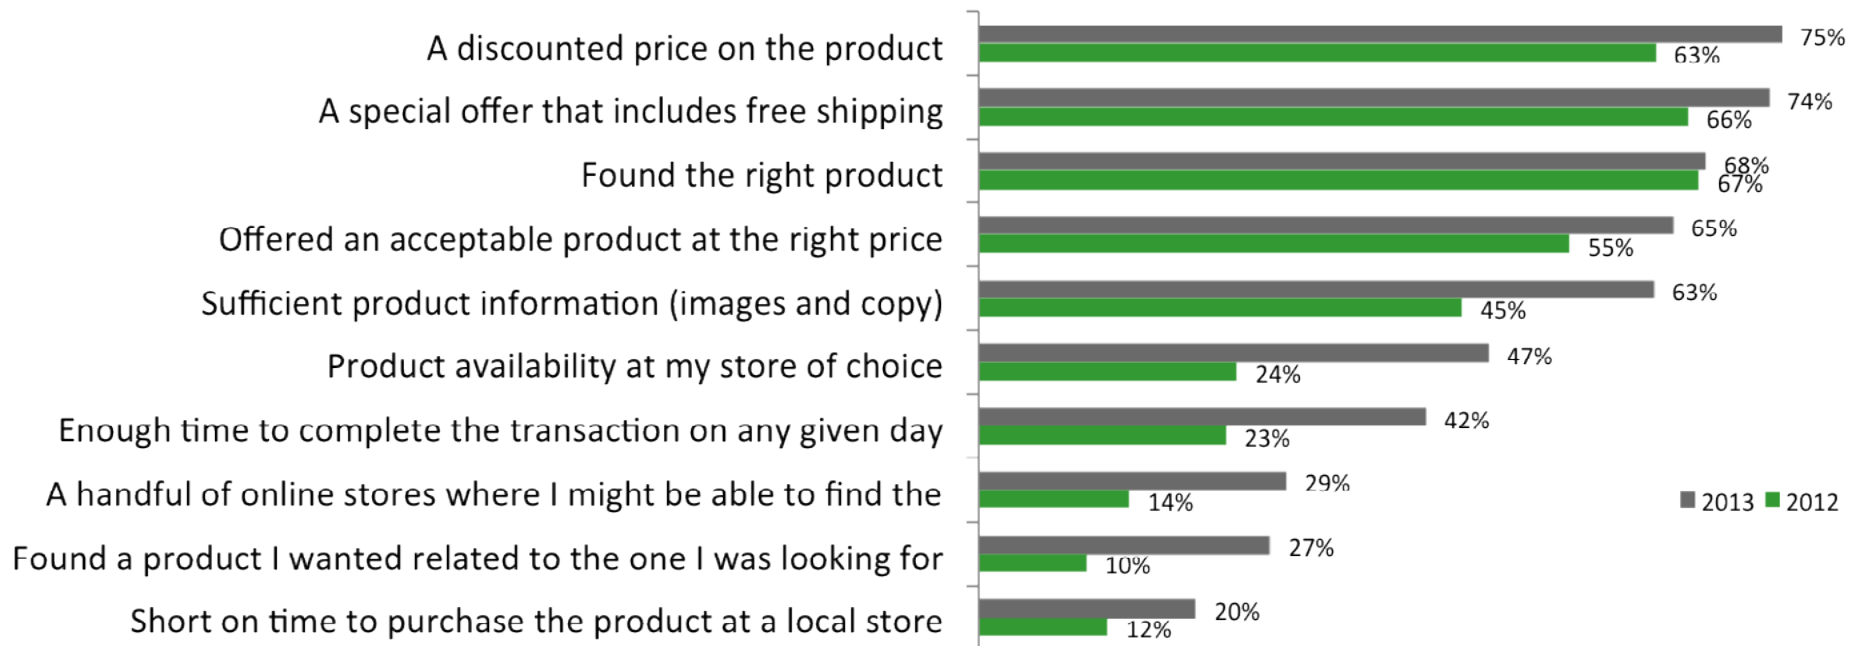 A discounted price on the product
75%
63%
A special offer that includes free shipping
74%
66%
Found the right product
68%
67%
Offered an acceptable product at the right price
65%
55%
Sufficient product information (images and copy)
63%
45%
Product availability at my store of choice
47%
24%
Enough time to complete the transaction on any given day
42%
23%
A handful of online stores where I might be able to find the
29%
14%
2013 2012
Found a product I wanted related to the one I was looking for
27%
10%
Short on time to purchase the product at a local store
20%
12%